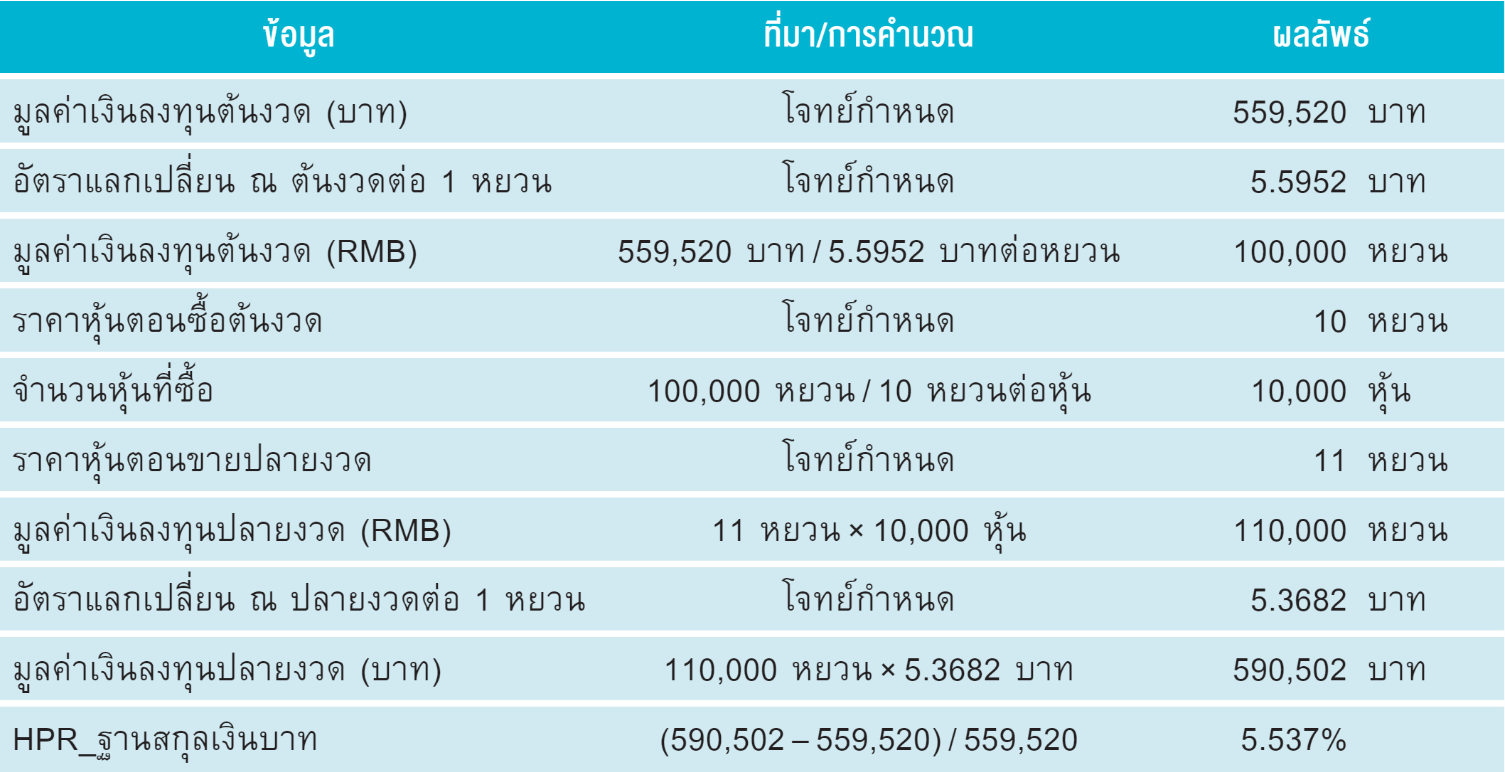 ข้อมูล ที่มา/การคำนวณ ผลลัพธ์
มูลค่าเงินลงทุนต้นงวด (บาท) โจทย์กำหนด 559,520 บาท
อัตราแลกเปลี่ยน ณ ต้นงวดต่อ 1 หยวน โจทย์กำหนด 5.5952 บาท
มูลค่าเงินลงทุนต้นงวด (RMB) 559,520 บาท / 5.5952 บาทต่อหยวน 100,000 หยวน
ราคาหุ้นตอนซื้อต้นงวด โจทย์กำหนด 10 หยวน
จำนวนหุ้นที่ซื้อ 100,000 หยวน / 10 หยวนต่อหุ้น 10,000 หุ้น
ราคาหุ้นตอนขายปลายงวด โจทย์กำหนด 11 หยวน
มูลค่าเงินลงทุนปลายงวด (RMB) 11 หยวน × 10,000 หุ้น 110,000 หยวน
อัตราแลกเปลี่ยน ณ ปลายงวดต่อ 1 หยวน โจทย์กำหนด 5.3682 บาท
มูลค่าเงินลงทุนปลายงวด (บาท) 110,000 หยวน × 5.3682 บาท 590,502 บาท
HPR_ฐานสกุลเงินบาท (590,502 – 559,520) / 559,520 5.537%